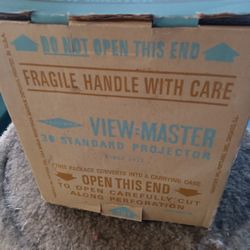 DO NOT OPEN THIS END
FRAGILE HANDLE WITH CARE
VIEW-MASTER
30 STANDARD PROJECTOR
THIS PACKAGE CONVERTS INTO A CARRYING CASE
OPEN THIS END
TO OPEN CAREFULLY CUT
ALONG PERFORATION